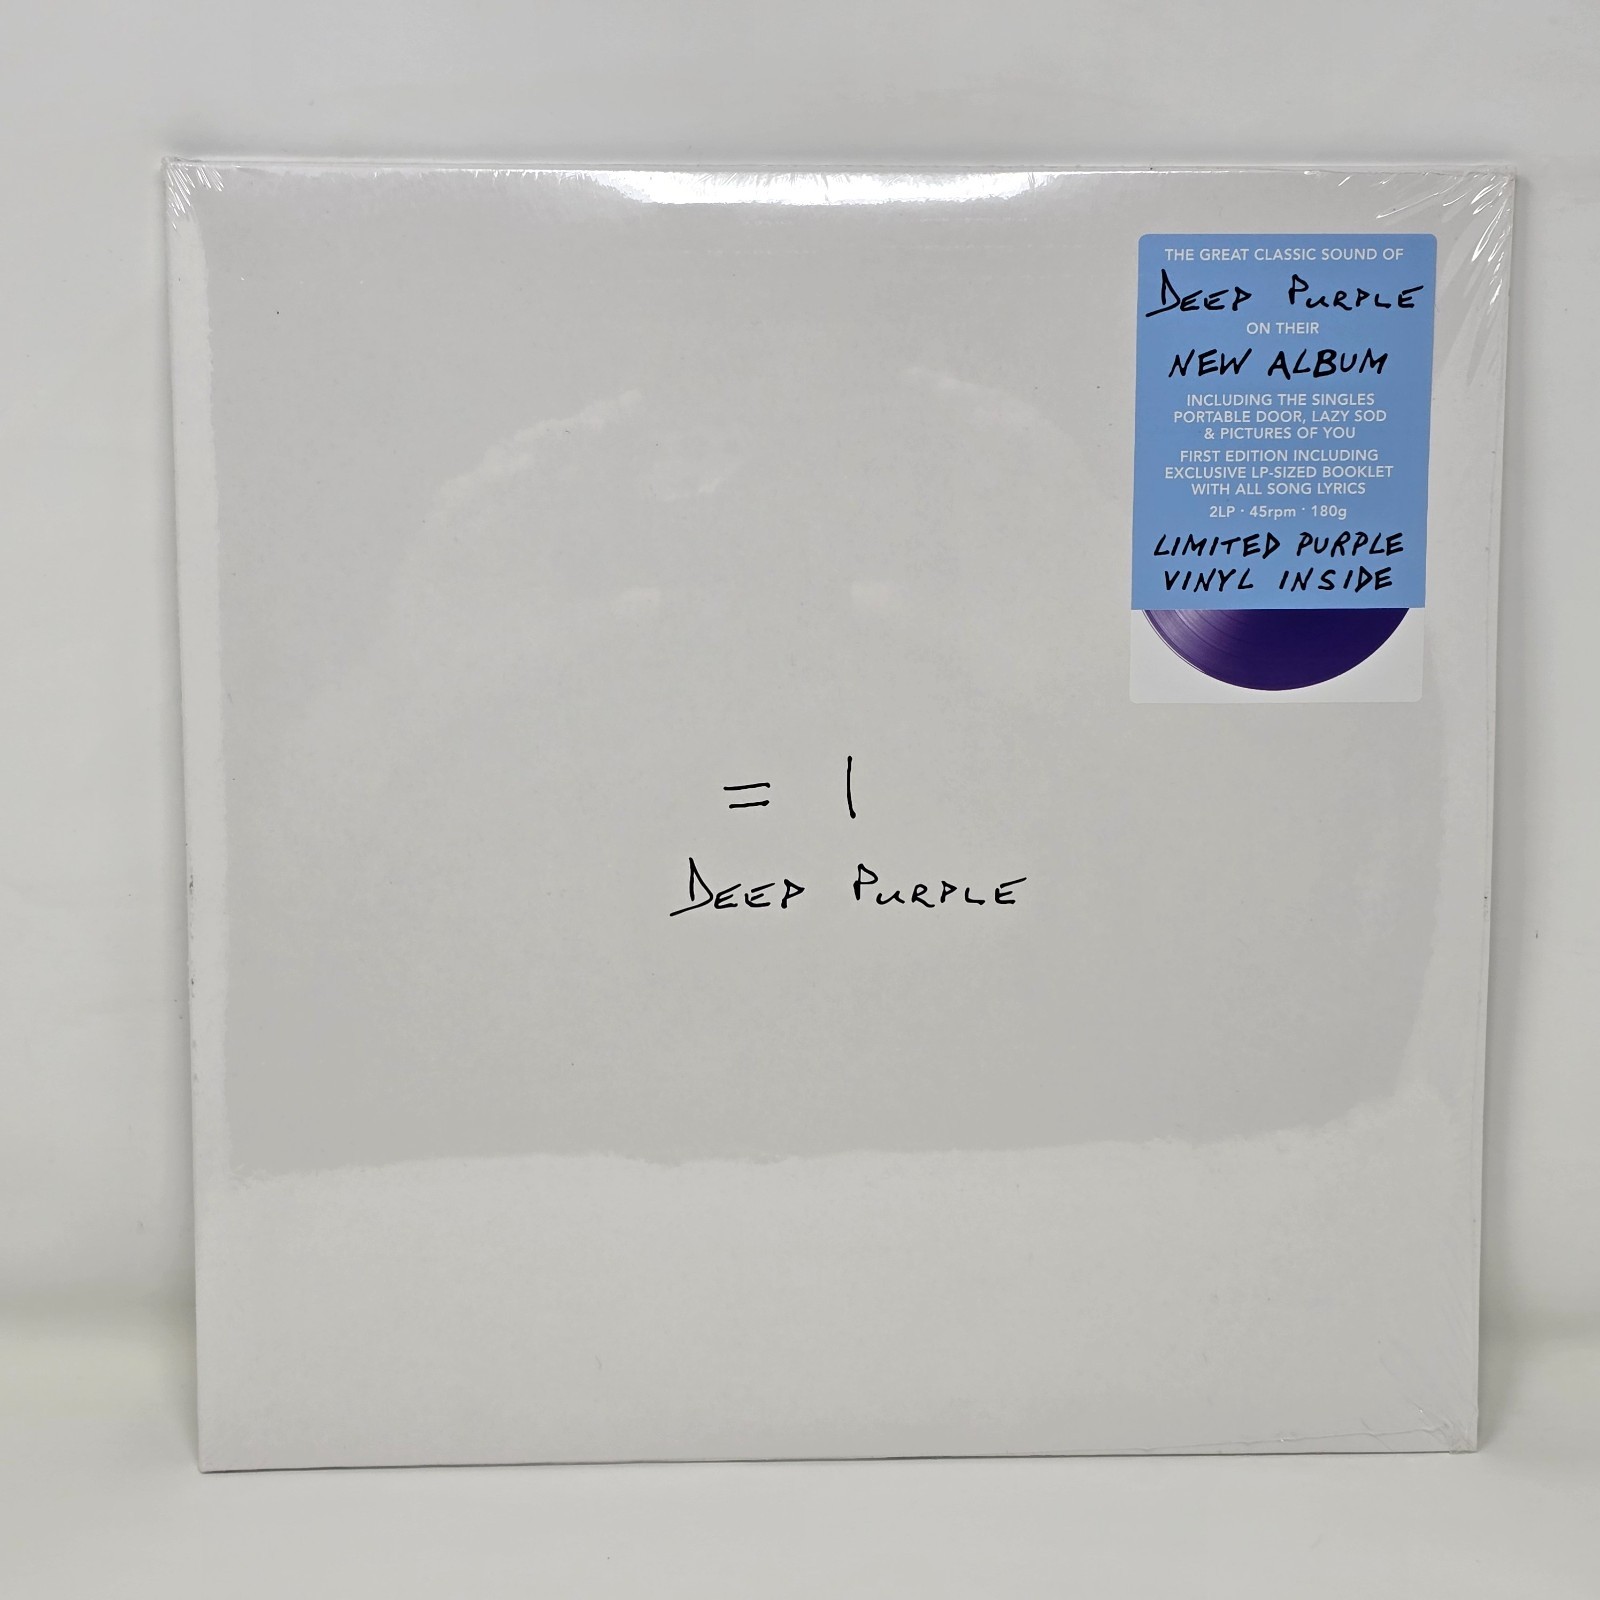 THE GREAT CLASSIC SOUND OF
DEEP PURPLE
ON THEIR
NEW ALBUM
INCLUDING THE SINGLES
PORTABLE DOOR, LAZY SOD
& PICTURES OF YOU
FIRST EDITION INCLUDING
EXCLUSIVE LP-SIZED BOOKLET
WITH ALL SONG LYRICS
2LP · 45rpm · 180g
LIMITED PURPLE
VINYL INSIDE
= 1
DEEP PURPLE